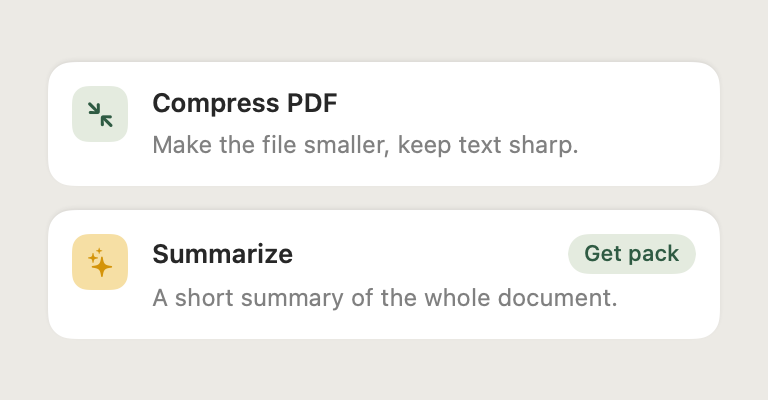 Compress PDF
Make the file smaller, keep text sharp.
Summarize
Get pack
A short summary of the whole document.